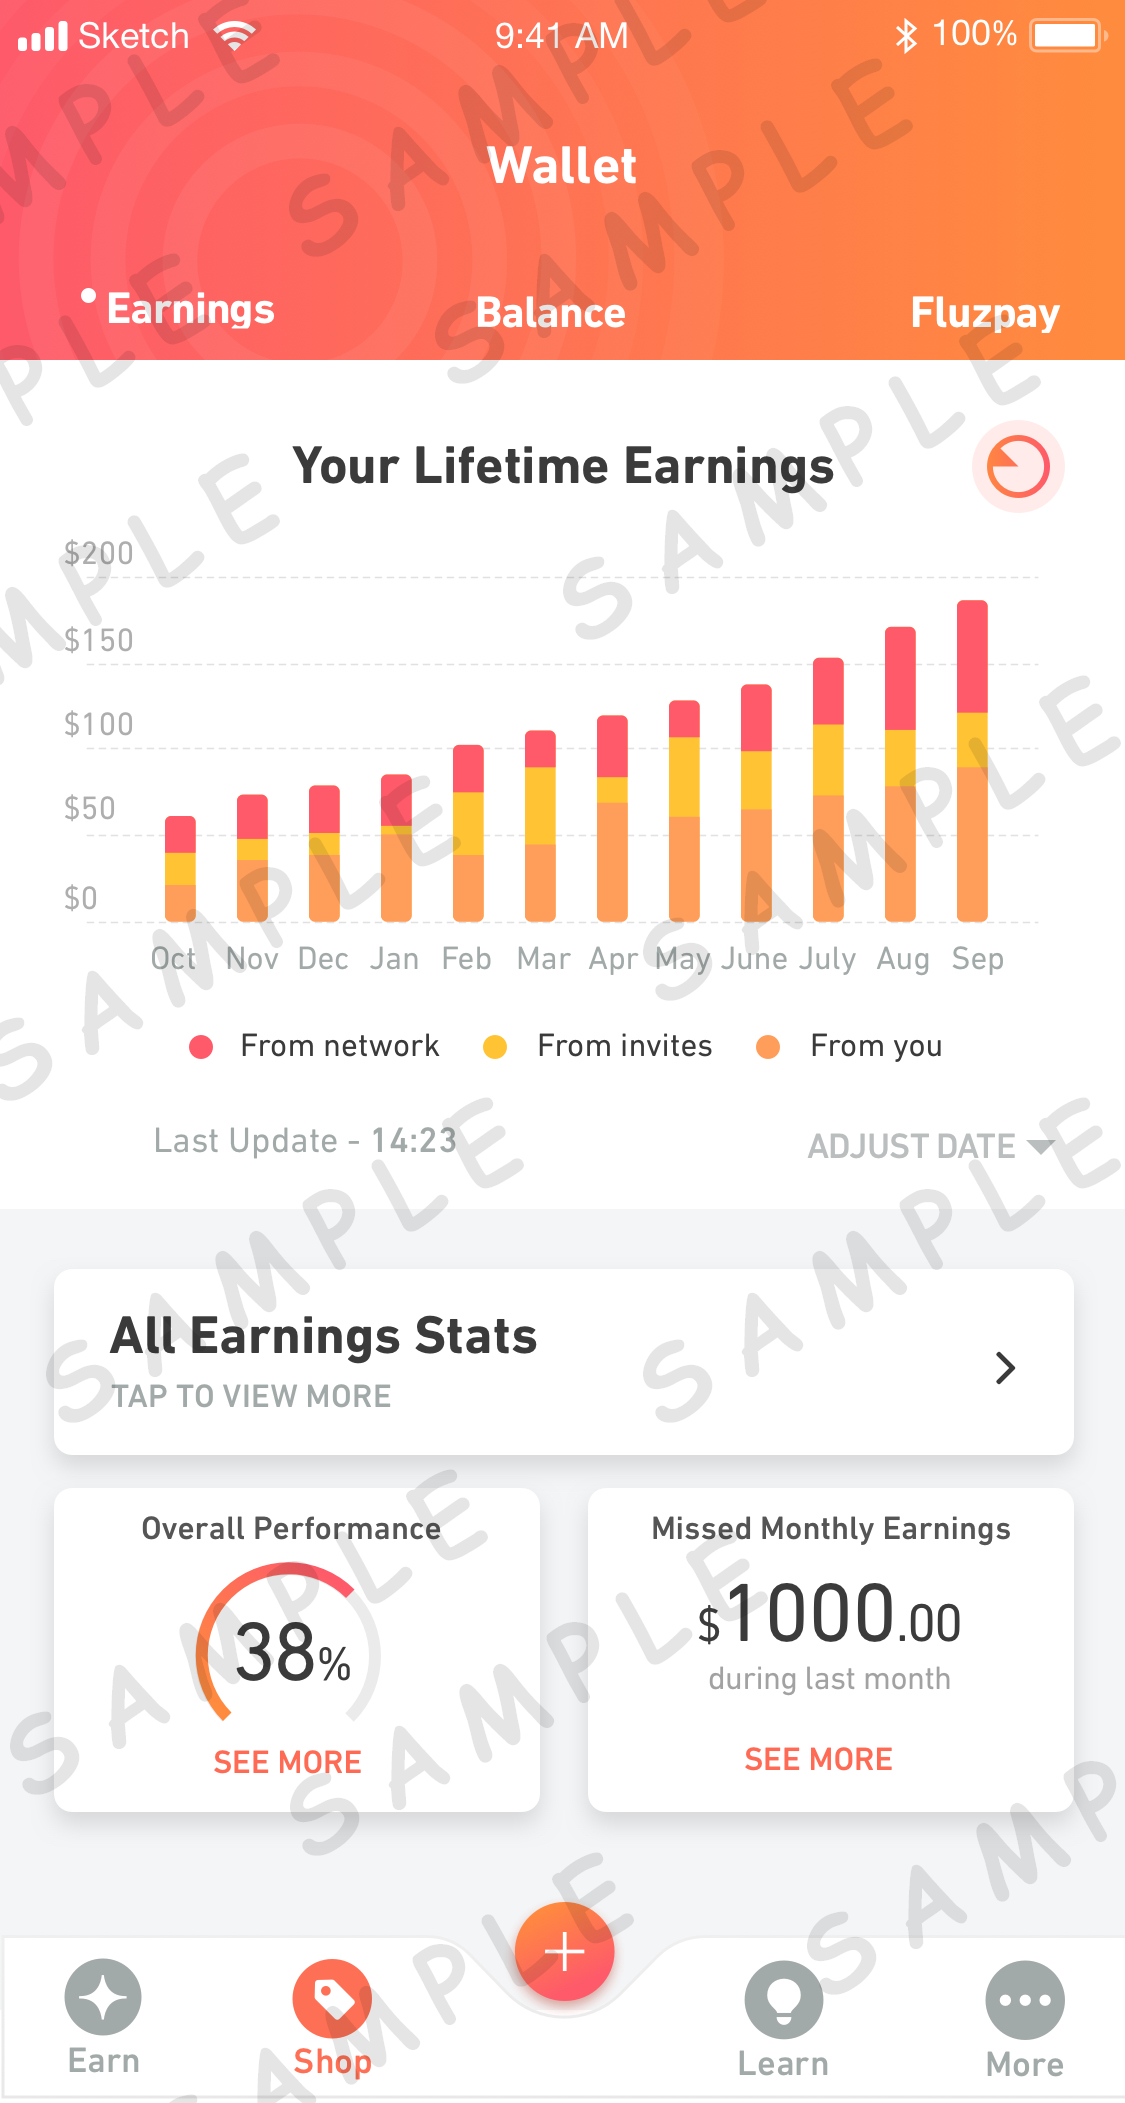 Sketch 9:41 AM 100%
Wallet
Earnings Balance Fluzpay
Your Lifetime Earnings
$200
$150
$100
$50
$0
Oct Nov Dec Jan Feb Mar Apr May June July Aug Sep
From network From invites From you
Last Update - 14:23 ADJUST DATE
All Earnings Stats
TAP TO VIEW MORE
Overall Performance
38%
SEE MORE
Missed Monthly Earnings
$1000.00
during last month
SEE MORE
Earn Shop Learn More
SAMPLE
SAMPLE
SAMPLE
SAMPLE
SAMPLE
SAMPLE
SAMPLE
SAMPLE
SAMPLE
SAMPLE